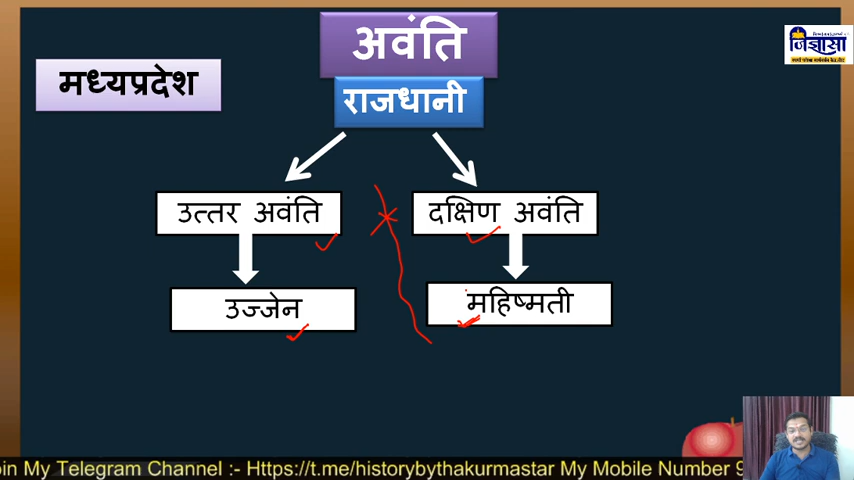 अवंति
जिज्ञासा
मध्यप्रदेश
राजधानी
उत्तर अवंति
दक्षिण अवंति
उज्जेन
महिष्मती
oin My Telegram Channel :- Https://t.me/historybythakurmastar My Mobile Number 9